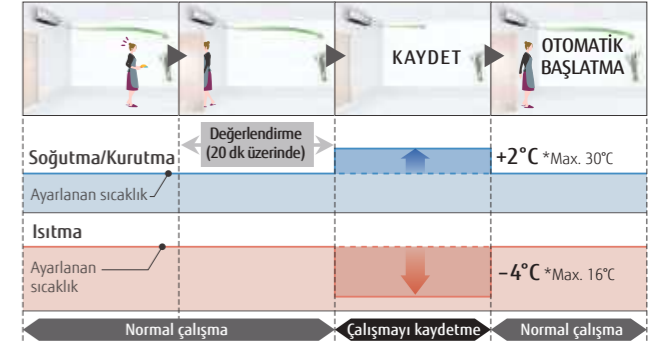 KAYDET
OTOMATİK
BAŞLATMA
Değerlendirme
(20 dk üzerinde)
Soğutma/Kurutma
+2°C *Max. 30°C
Ayarlanan sıcaklık
Isıtma
Ayarlanan
sıcaklık
−4°C *Max. 16°C
Normal çalışma
Çalışmayı kaydetme
Normal çalışma